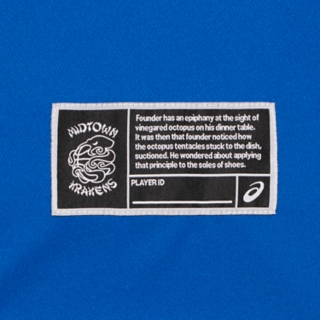 MIDTOWN
KRAKENS
Founder has an epiphany at the sight of
vinegared octopus on his dinner table.
It was then that founder noticed how
the octopus tentacles stuck to the dish,
suctioned. He wondered about applying
that principle to the soles of shoes.
PLAYER ID